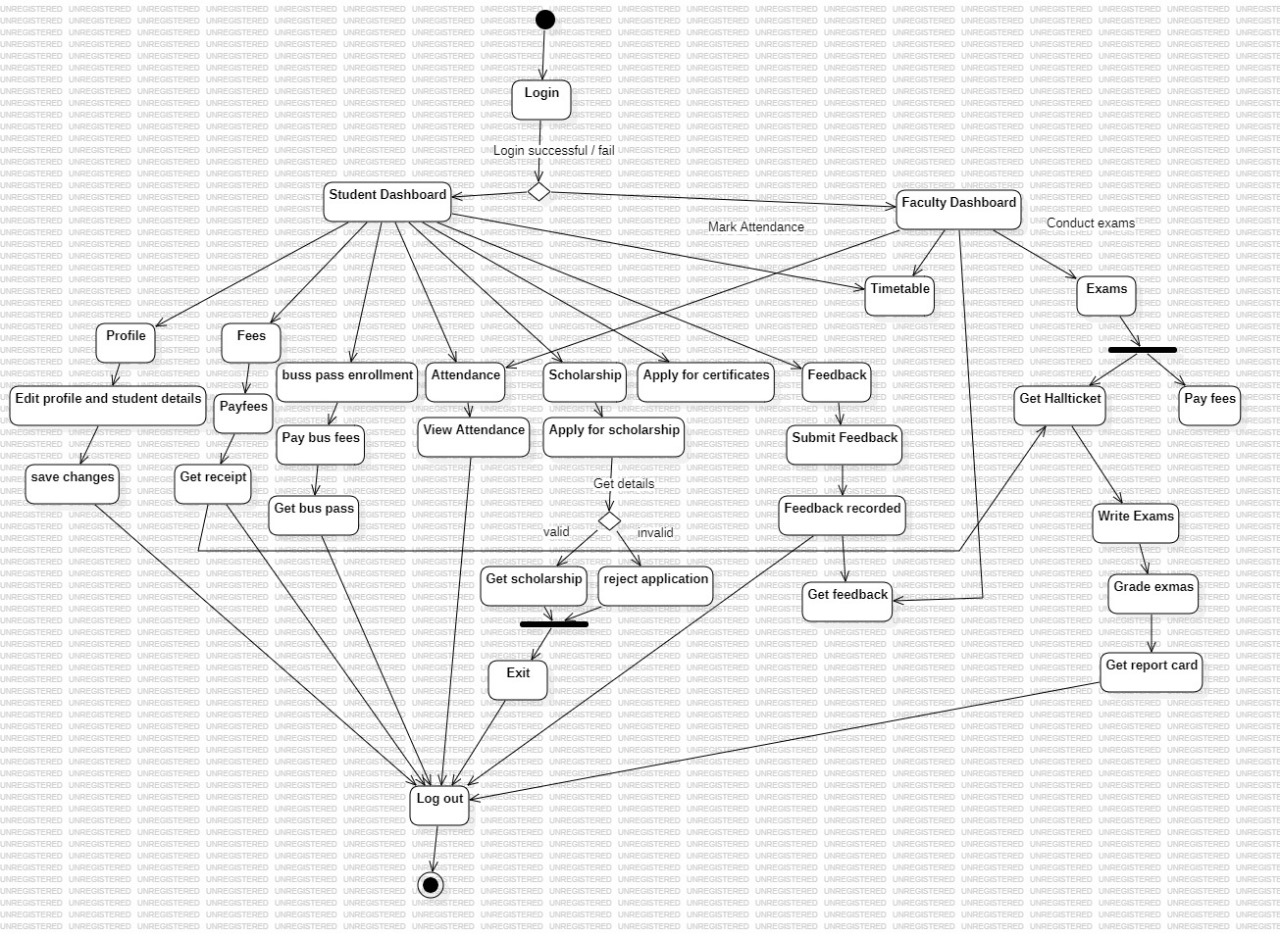 Login
Login successful / fail
Student Dashboard
Faculty Dashboard
Mark Attendance
Conduct exams
Timetable
Exams
Profile
Fees
buss pass enrollment
Attendance
Scholarship
Apply for certificates
Feedback
Edit profile and student details
Payfees
Get Hallticket
Pay fees
Pay bus fees
View Attendance
Apply for scholarship
Submit Feedback
save changes
Get receipt
Get bus pass
Get details
Feedback recorded
Write Exams
valid
invalid
Get scholarship
reject application
Get feedback
Grade exmas
Exit
Get report card
Log out
UNREGISTERED